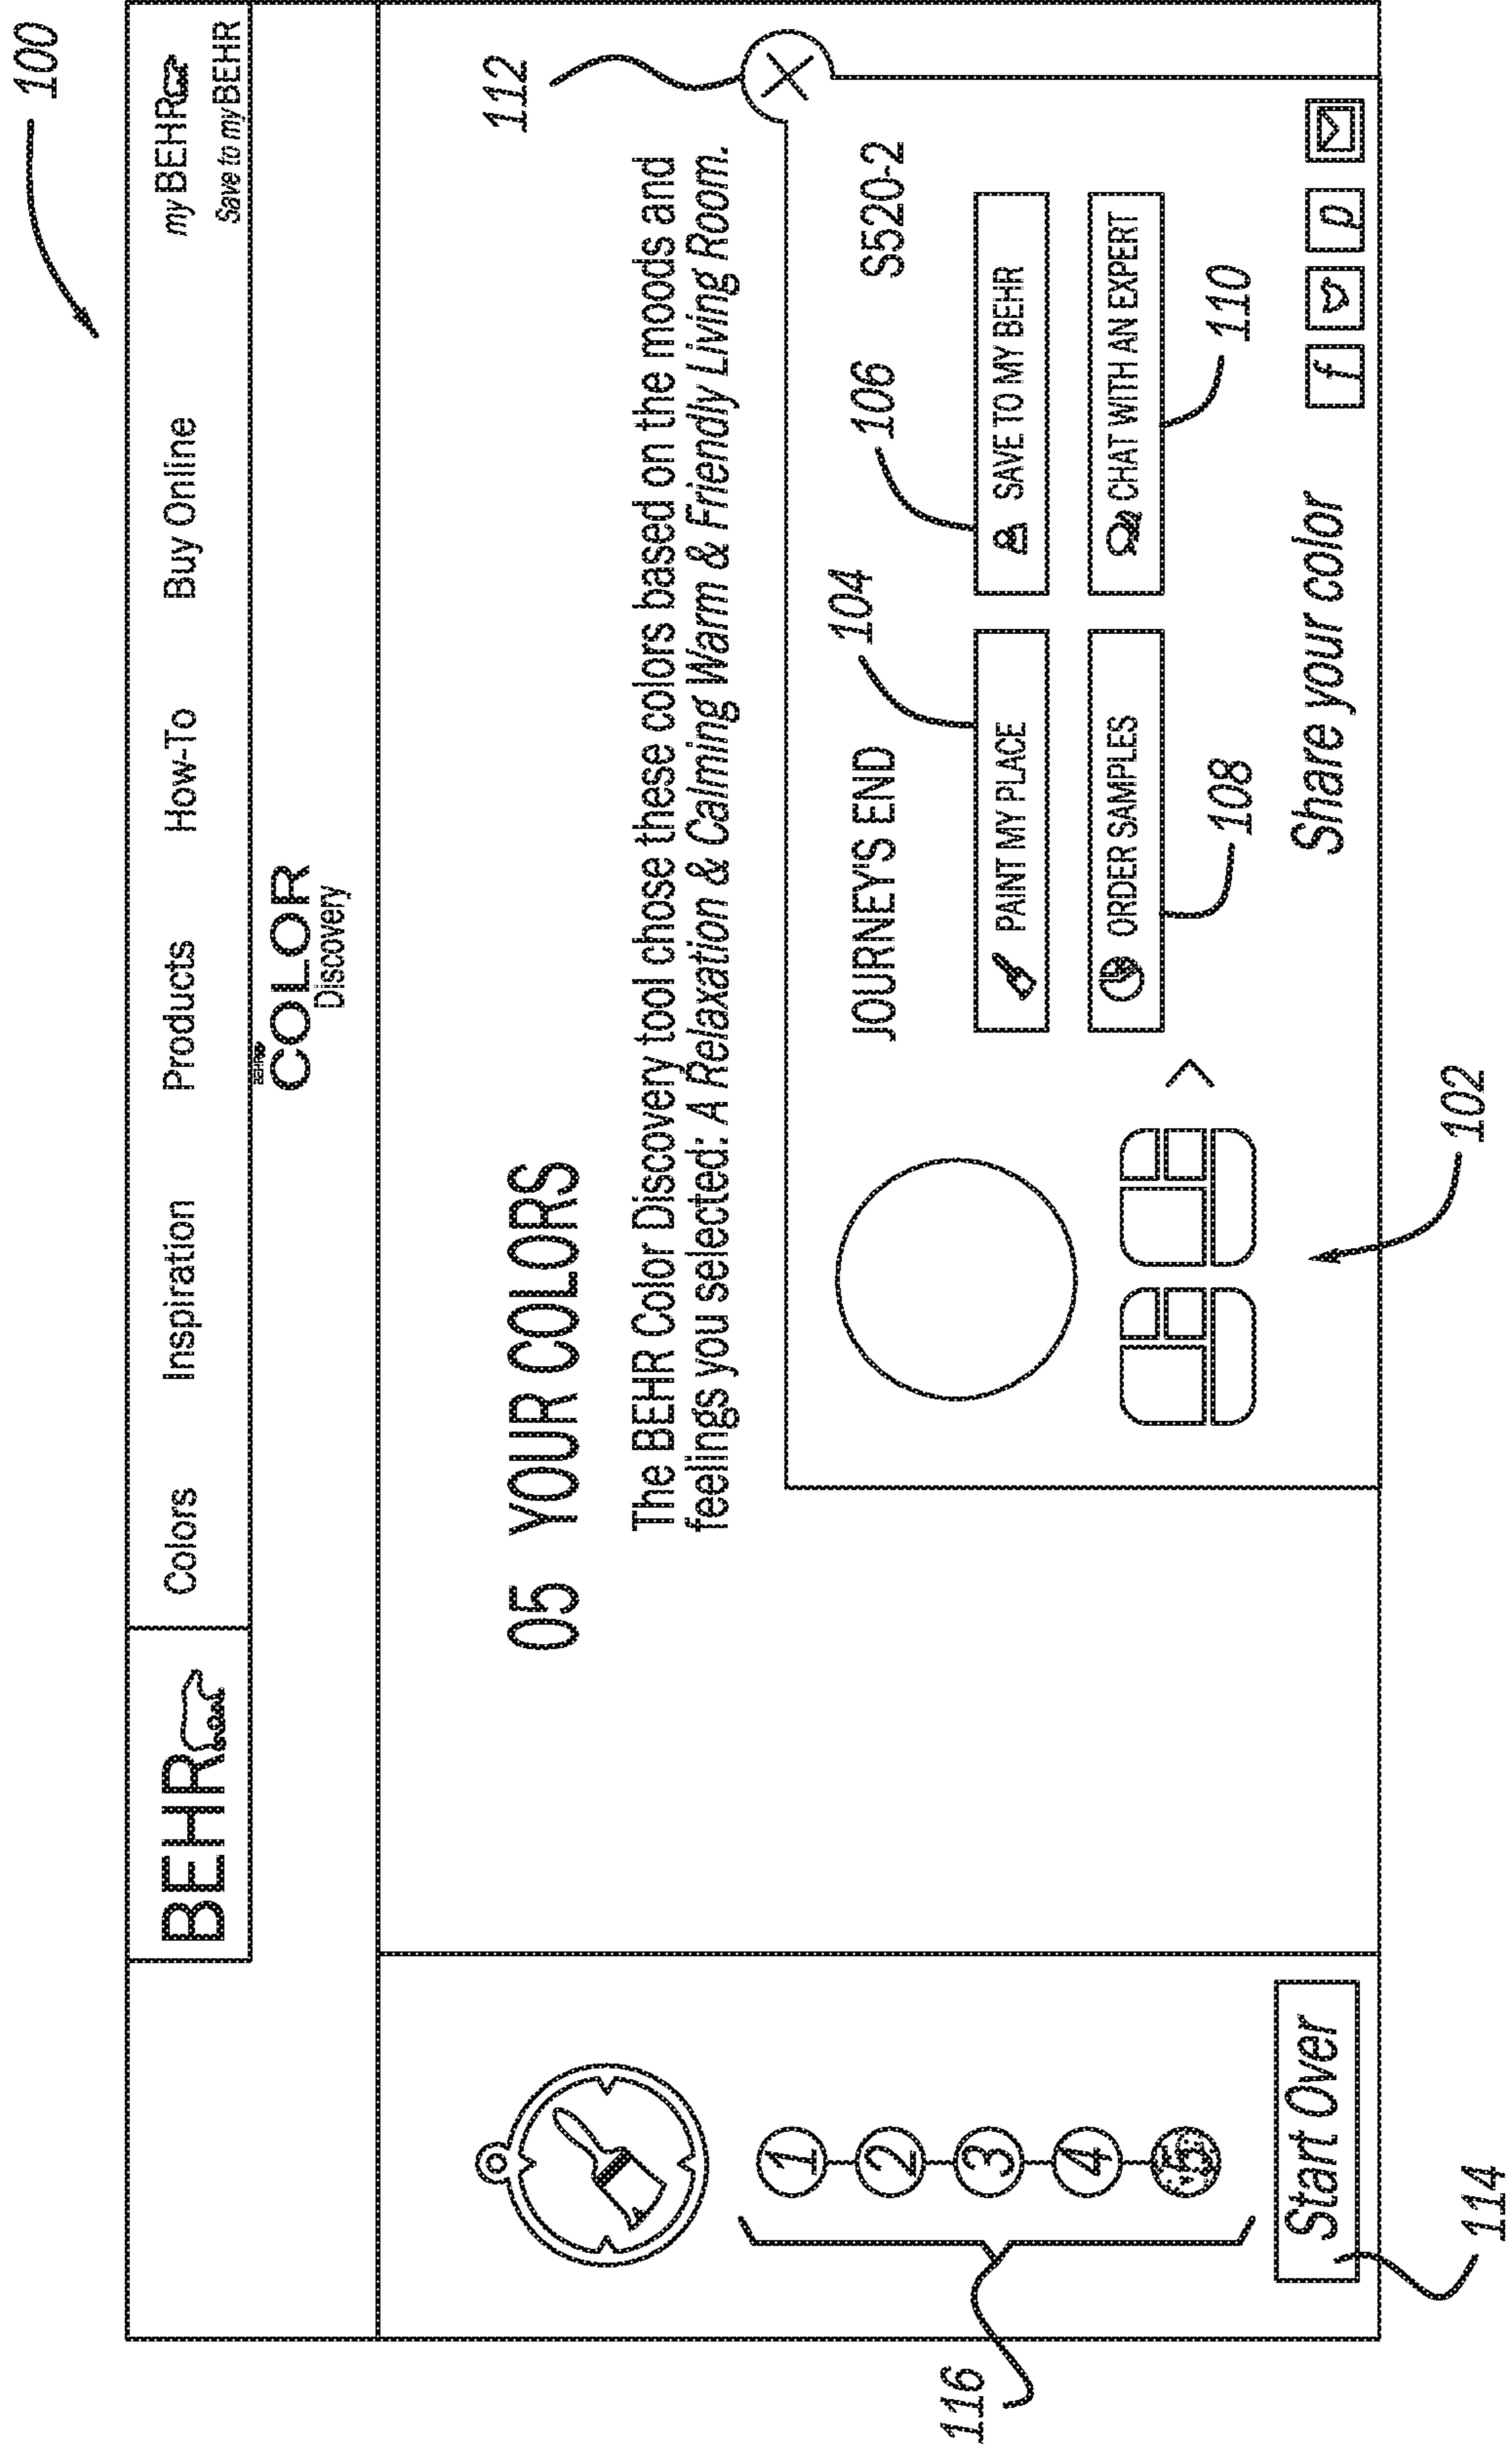 100
BEHR
Colors
Inspiration
Products
How-To
Buy Online
my BEHR
Save to my BEHR
BEHR
COLOR
Discovery
05 YOUR COLORS
The BEHR Color Discovery tool chose these colors based on the moods and
feelings you selected: A Relaxation & Calming Warm & Friendly Living Room.
112
JOURNEY'S END
S520-2
104
106
PAINT MY PLACE
SAVE TO MY BEHR
ORDER SAMPLES
CHAT WITH AN EXPERT
108
110
Share your color
f
p
102
1
2
3
4
5
116
Start Over
114